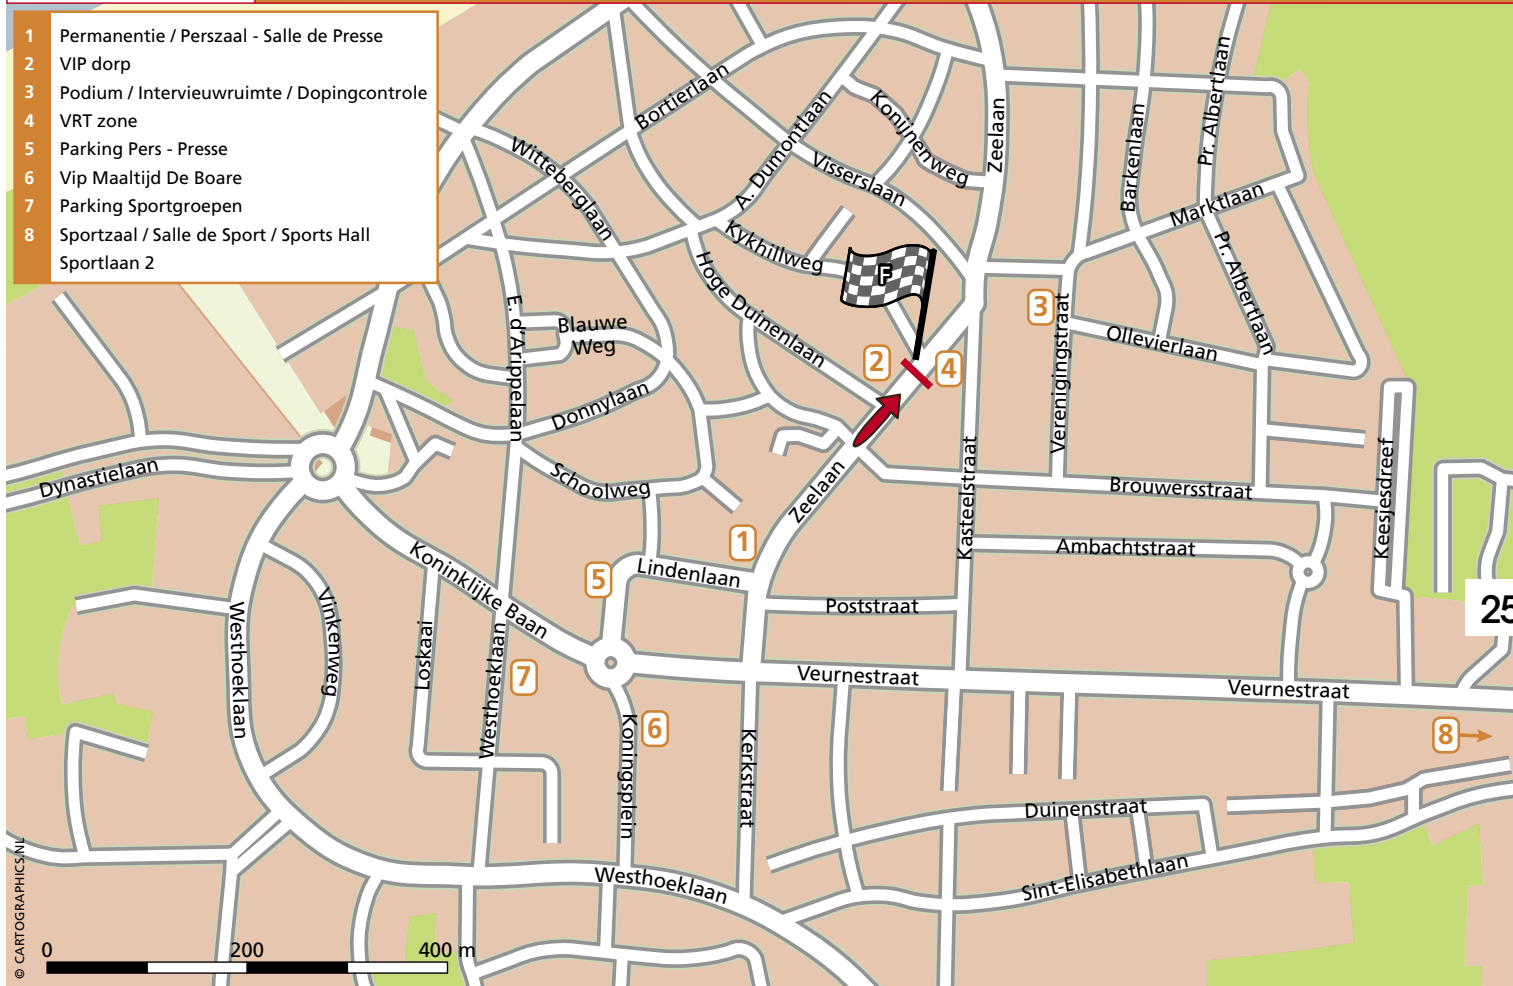 1 Permanentie / Perszaal - Salle de Presse
2 VIP dorp
3 Podium / Intervieuwruimte / Dopingcontrole
4 VRT zone
5 Parking Pers - Presse
6 Vip Maaltijd De Boare
7 Parking Sportgroepen
8 Sportzaal / Salle de Sport / Sports Hall
Sportlaan 2
Bortierlaan
Witteberglaan
A. Dumontlaan
Konijnenweg
Visserslaan
Zeelaan
Barkenlaan
Pr. Albertlaan
Marktlaan
Pr. Albertlaan
Kykhillweg
Hoge Duinenlaan
F
E. d'Arippelaan
Blauwe
Weg
Donnylaan
2
4
3
Verenigingstraat
Ollevierlaan
Dynastielaan
Schoolweg
Zeelaan
Kasteelstraat
Brouwersstraat
Keesjesdreef
1
5
Lindenlaan
Ambachtstraat
Poststraat
25
Koninklijke Baan
Westhoeklaan
Vinkenweg
Loskaai
Westhoeklaan
7
6
Koningsplein
Kerkstraat
Veurnestraat
Veurnestraat
8
Duinenstraat
Sint-Elisabethlaan
Westhoeklaan
0 200 400 m
© CARTOGRAPHICS.NL